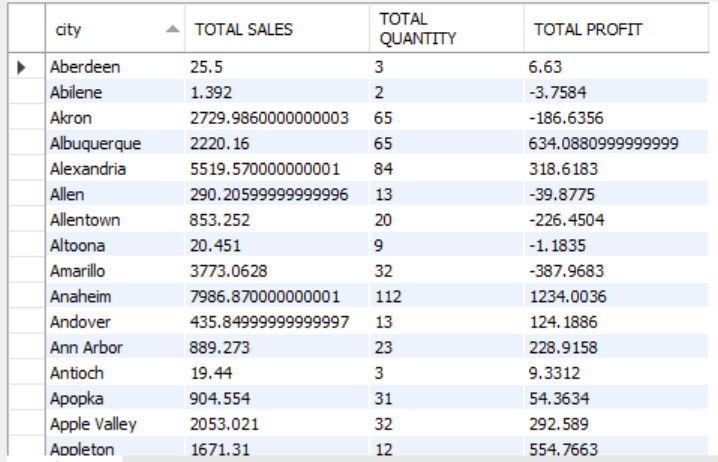 city TOTAL SALES TOTAL QUANTITY TOTAL PROFIT
Aberdeen 25.5 3 6.63
Abilene 1.392 2 -3.7584
Akron 2729.9860000000003 65 -186.6356
Albuquerque 2220.16 65 634.0880999999999
Alexandria 5519.570000000001 84 318.6183
Allen 290.20599999999996 13 -39.8775
Allentown 853.252 20 -226.4504
Altoona 20.451 9 -1.1835
Amarillo 3773.0628 32 -387.9683
Anaheim 7986.870000000001 112 1234.0036
Andover 435.84999999999997 13 124.1886
Ann Arbor 889.273 23 228.9158
Antioch 19.44 3 9.3312
Apopka 904.554 31 54.3634
Apple Valley 2053.021 32 292.589
Appleton 1671.31 12 554.7663